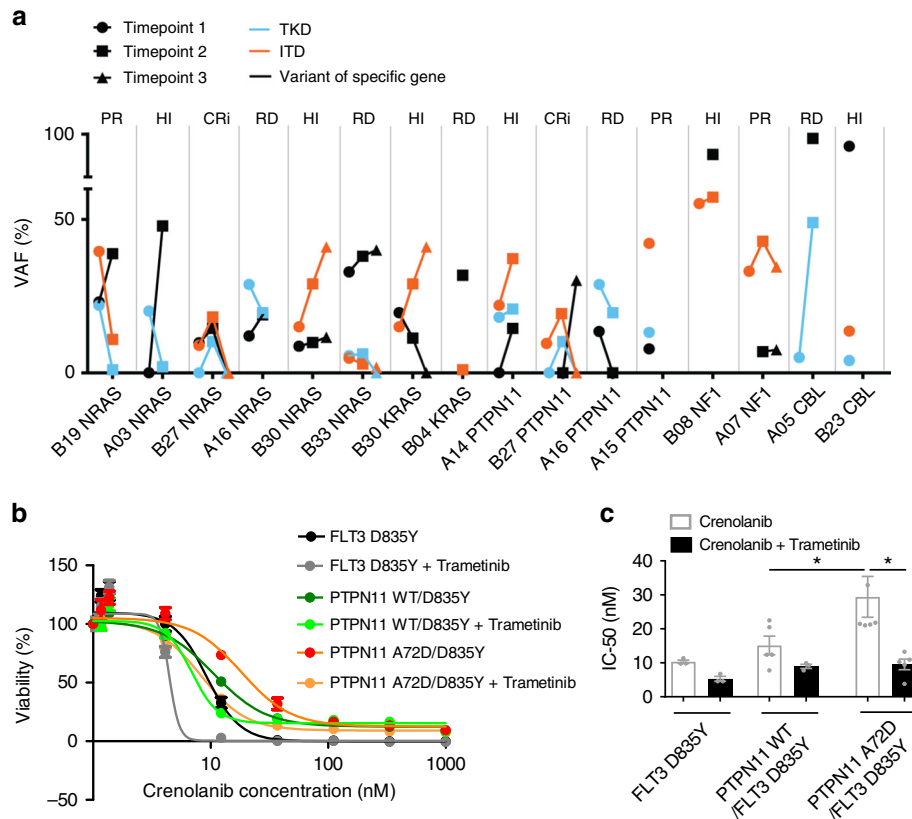 a
Timepoint 1
Timepoint 2
Timepoint 3
TKD
ITD
Variant of specific gene
PR HI CRi RD HI RD HI RD HI CRi RD PR HI PR RD HI
100
50
0
VAF (%)
B19 NRAS
A03 NRAS
B27 NRAS
A16 NRAS
B30 NRAS
B33 NRAS
B30 KRAS
B04 KRAS
A14 PTPN11
B27 PTPN11
A16 PTPN11
A15 PTPN11
B08 NF1
A07 NF1
A05 CBL
B23 CBL
b
150
100
50
0
–50
Viability (%)
10 100 1000
Crenolanib concentration (nM)
FLT3 D835Y
FLT3 D835Y + Trametinib
PTPN11 WT/D835Y
PTPN11 WT/D835Y + Trametinib
PTPN11 A72D/D835Y
PTPN11 A72D/D835Y + Trametinib
c
Crenolanib
Crenolanib + Trametinib
* *
40
30
20
10
0
IC-50 (nM)
FLT3 D835Y
PTPN11 WT
/FLT3 D835Y
PTPN11 A72D
/FLT3 D835Y